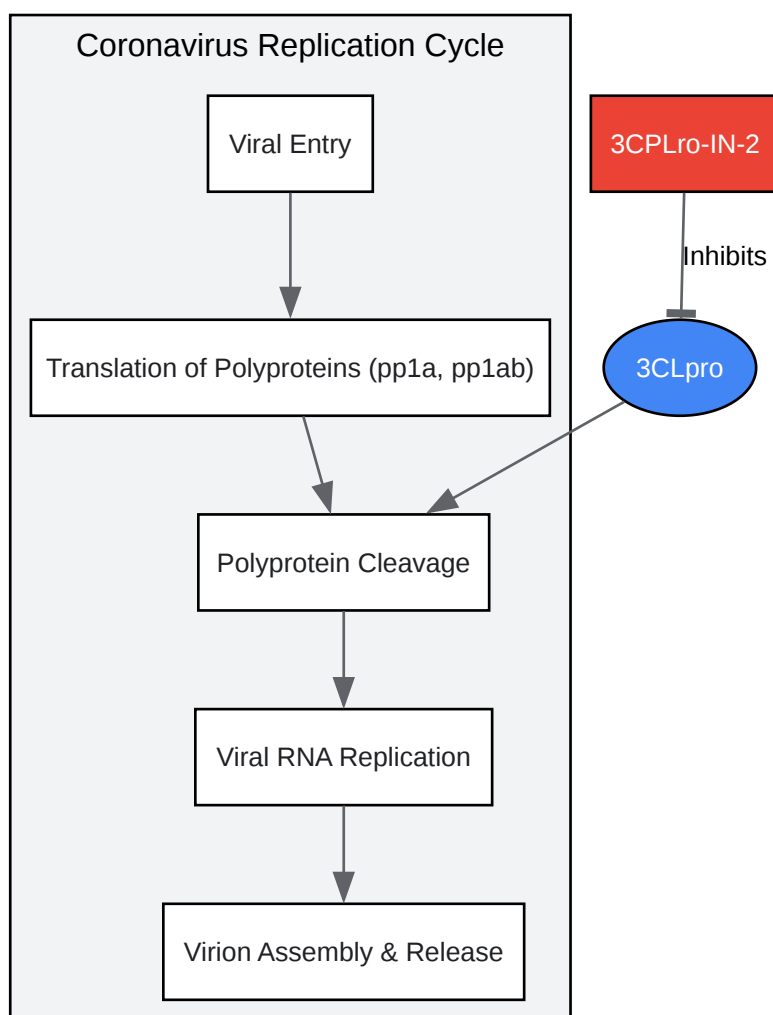 Coronavirus Replication Cycle
Viral Entry
3CPLro-IN-2
Inhibits
Translation of Polyproteins (pp1a, pp1ab)
3CLpro
Polyprotein Cleavage
Viral RNA Replication
Virion Assembly & Release